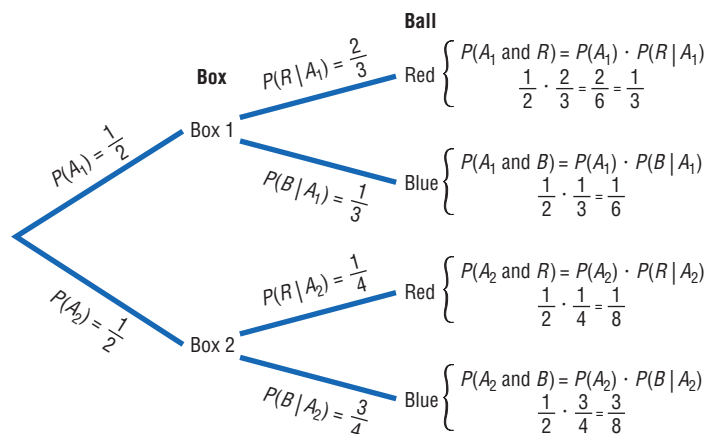 Ball
Box
P(R | A₁) = 2/3
Red { P(A₁ and R) = P(A₁) · P(R | A₁)
1/2 · 2/3 = 2/6 = 1/3
P(A₁) = 1/2
Box 1
P(B | A₁) = 1/3
Blue { P(A₁ and B) = P(A₁) · P(B | A₁)
1/2 · 1/3 = 1/6
P(R | A₂) = 1/4
Red { P(A₂ and R) = P(A₂) · P(R | A₂)
1/2 · 1/4 = 1/8
P(A₂) = 1/2
Box 2
P(B | A₂) = 3/4
Blue { P(A₂ and B) = P(A₂) · P(B | A₂)
1/2 · 3/4 = 3/8